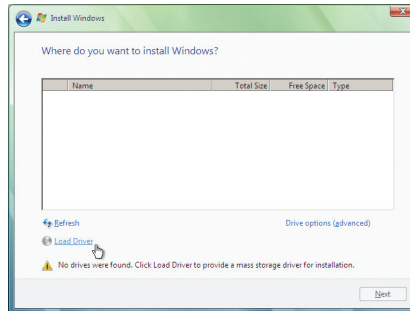 Install Windows
Where do you want to install Windows?
Name Total Size Free Space Type
Refresh Drive options (advanced)
Load Driver
No drives were found. Click Load Driver to provide a mass storage driver for installation.
Next